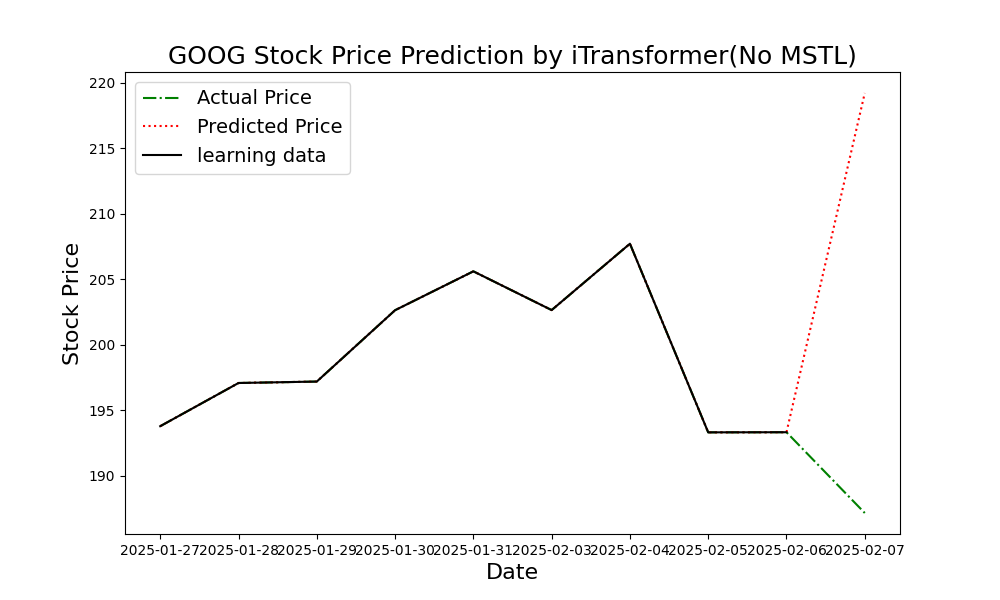 GOOG Stock Price Prediction by iTransformer(No MSTL)
Actual Price
Predicted Price
learning data
220
215
210
205
200
195
190
Stock Price
2025-01-27 2025-01-28 2025-01-29 2025-01-30 2025-01-31 2025-02-03 2025-02-04 2025-02-05 2025-02-06 2025-02-07
Date